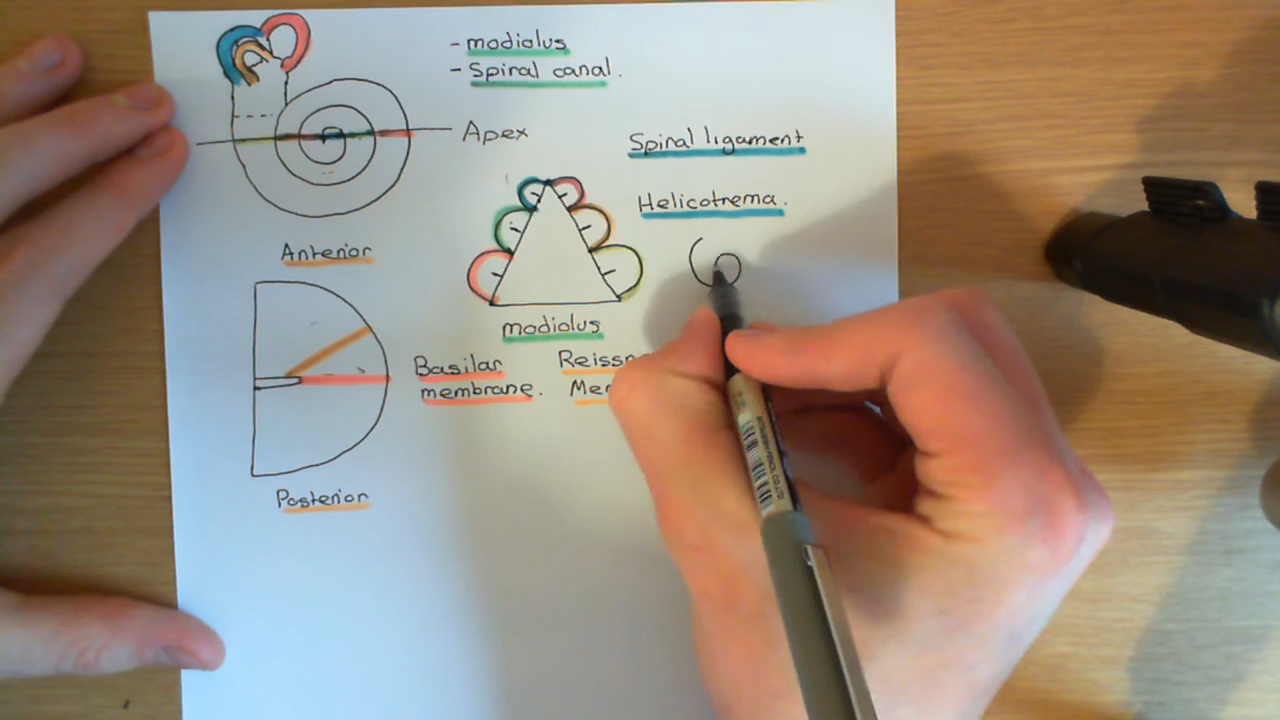 - modiolus
- Spiral canal.
Apex
Spiral ligament
Helicotrema.
Anterior
modiolus
Basilar
membrane.
Posterior